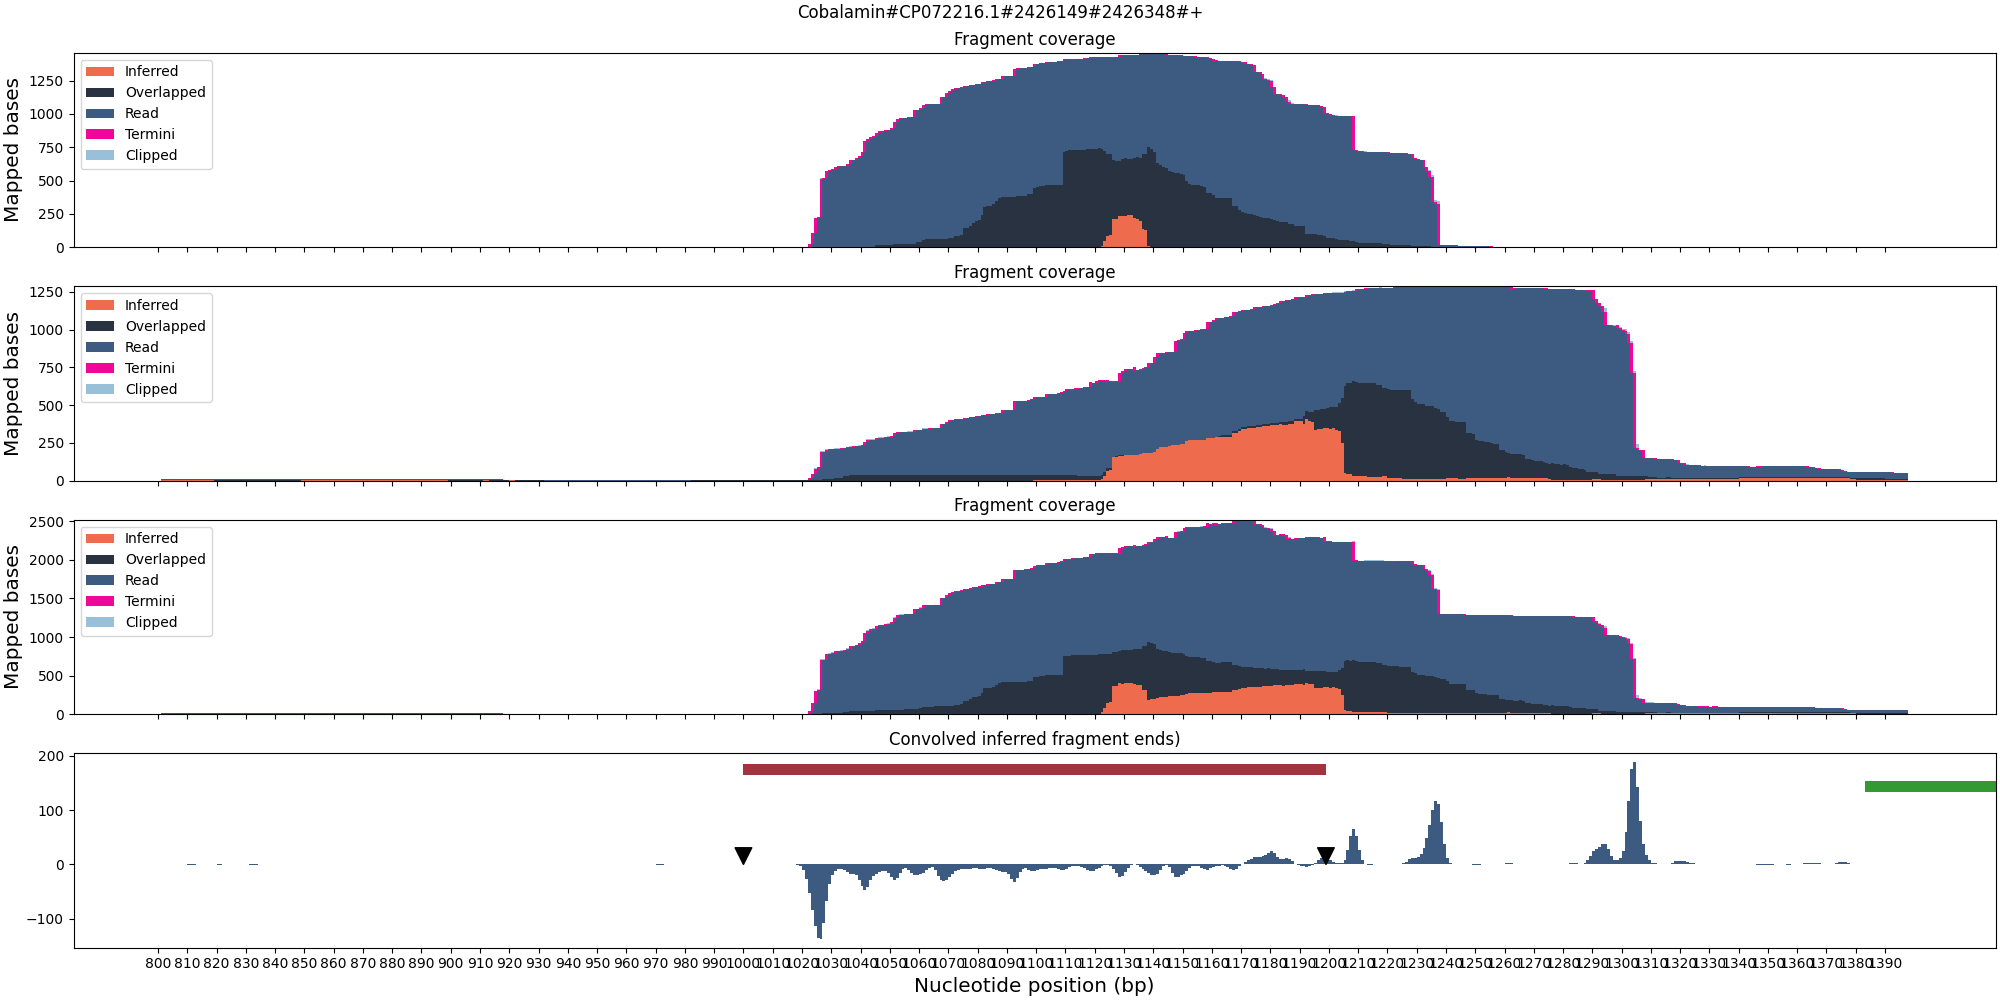 Cobalamin#CP072216.1#2426149#2426348#+
Fragment coverage
Mapped bases
1250
1000
750
500
250
0
Inferred
Overlapped
Read
Termini
Clipped
Fragment coverage
Mapped bases
1250
1000
750
500
250
0
Inferred
Overlapped
Read
Termini
Clipped
Fragment coverage
Mapped bases
2500
2000
1500
1000
500
0
Inferred
Overlapped
Read
Termini
Clipped
Convolved inferred fragment ends)
200
100
0
−100
800 810 820 830 840 850 860 870 880 890 900 910 920 930 940 950 960 970 980 990 1000 1010 1020 1030 1040 1050 1060 1070 1080 1090 1100 1110 1120 1130 1140 1150 1160 1170 1180 1190 1200 1210 1220 1230 1240 1250 1260 1270 1280 1290 1300 1310 1320 1330 1340 1350 1360 1370 1380 1390
Nucleotide position (bp)